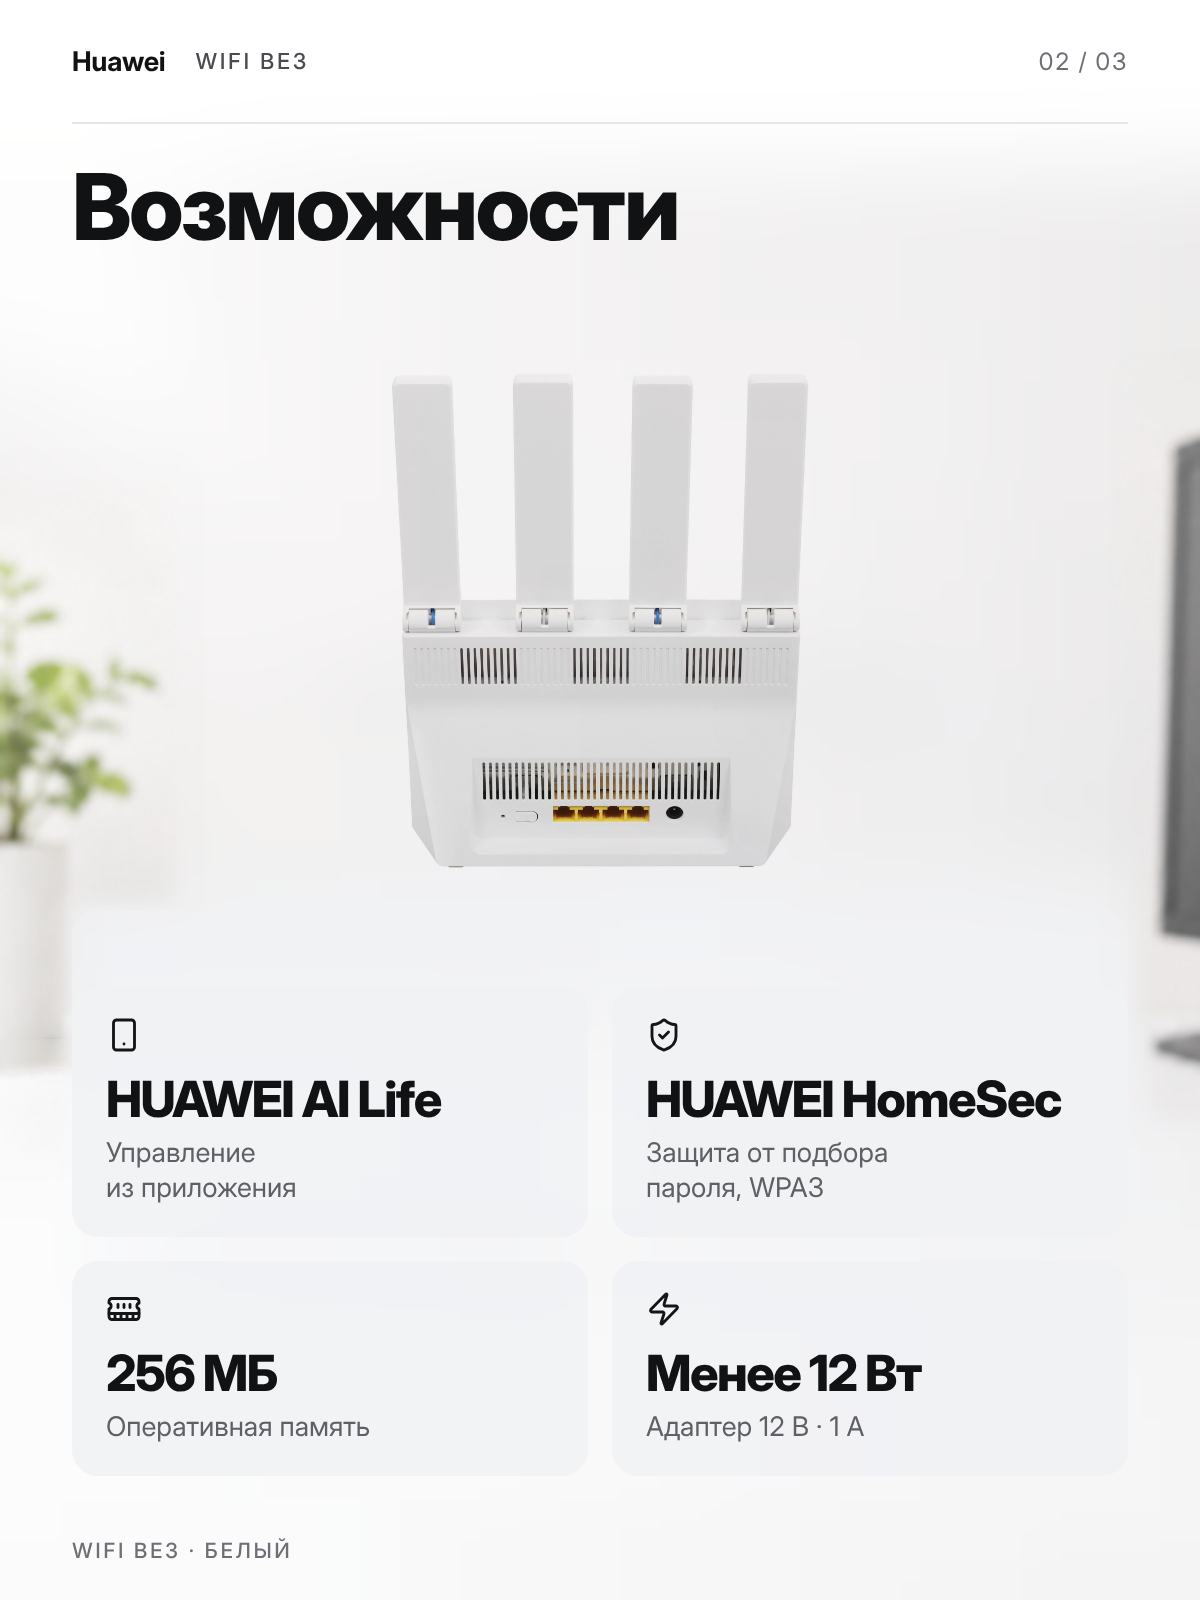 Huawei WIFI BE3 02 / 03
Возможности
HUAWEI AI Life
Управление
из приложения
HUAWEI HomeSec
Защита от подбора
пароля, WPA3
256 МБ
Оперативная память
Менее 12 Вт
Адаптер 12 В · 1 А
WIFI BE3 · БЕЛЫЙ